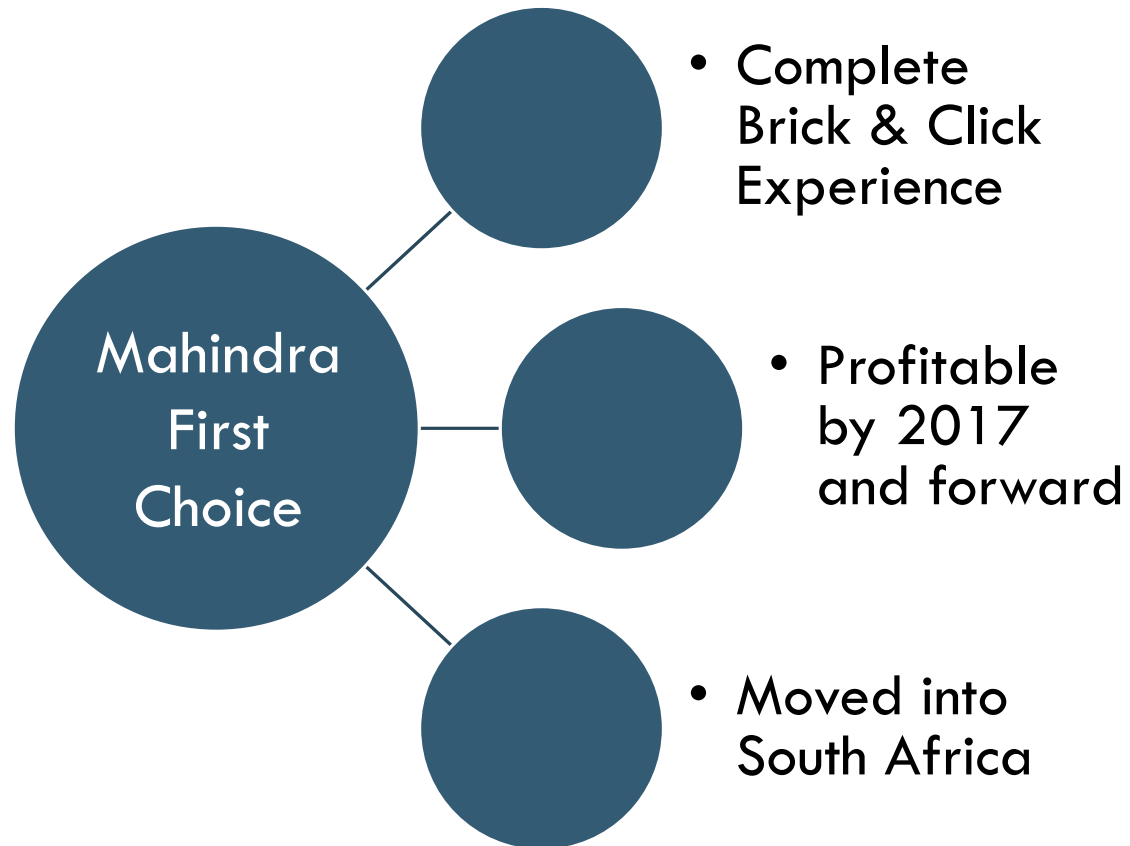 Mahindra
First
Choice
• Complete
Brick & Click
Experience
• Profitable
by 2017
and forward
• Moved into
South Africa